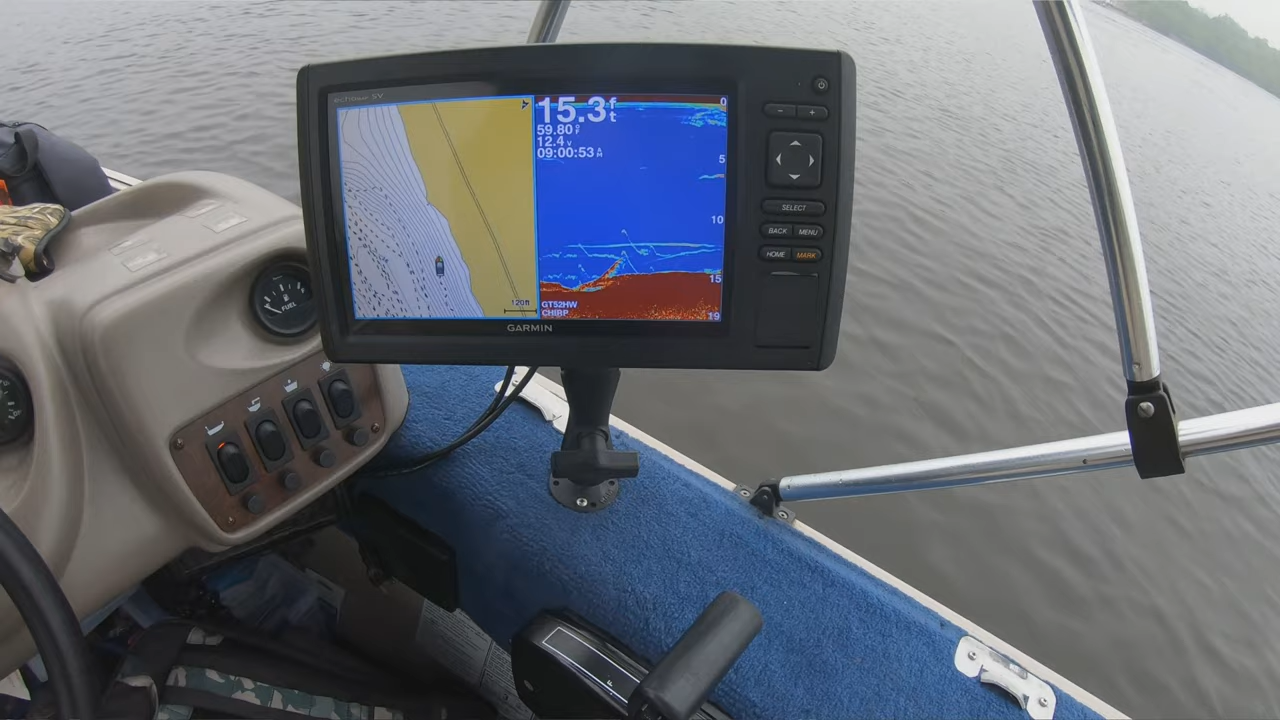 15.3 ft
59.80 °F
12.4 V
09:00:53 AM
0
5
10
15
19
120ft
GT52HW
CHIRP
GARMIN
SELECT
BACK MENU
HOME MARK
FUEL
F